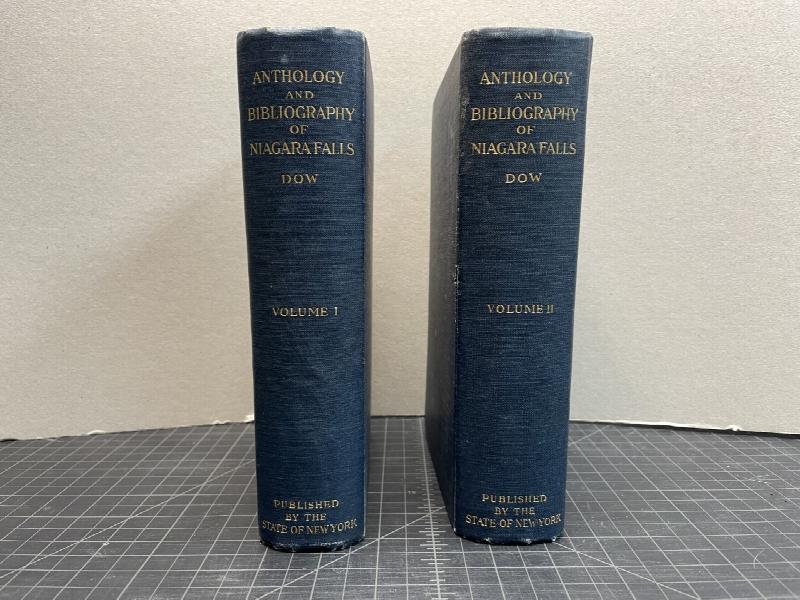 ANTHOLOGY
AND
BIBLIOGRAPHY
OF
NIAGARA FALLS
DOW
VOLUME I
PUBLISHED
BY THE
STATE OF NEW YORK
ANTHOLOGY
AND
BIBLIOGRAPHY
OF
NIAGARA FALLS
DOW
VOLUME II
PUBLISHED
BY THE
STATE OF NEW YORK